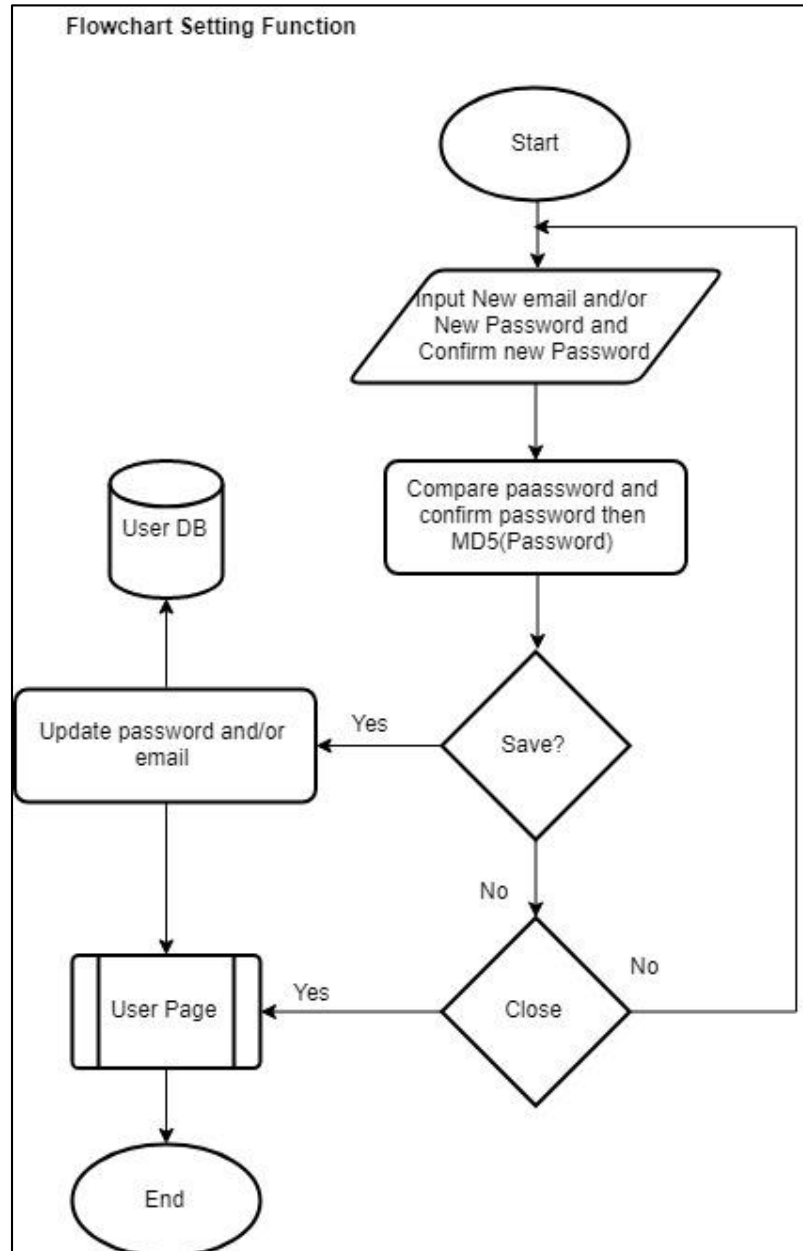 Flowchart Setting Function
Start
Input New email and/or
New Password and
Confirm new Password
Compare paassword and
confirm password then
MD5(Password)
User DB
Save?
Yes
Update password and/or
email
No
Close
No
Yes
User Page
End